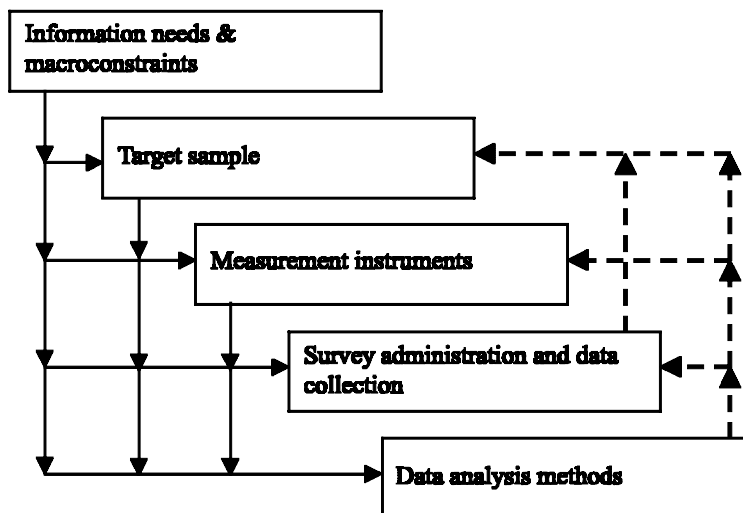 Information needs &
macroconstraints
Target sample
Measurement instruments
Survey administration and data
collection
Data analysis methods